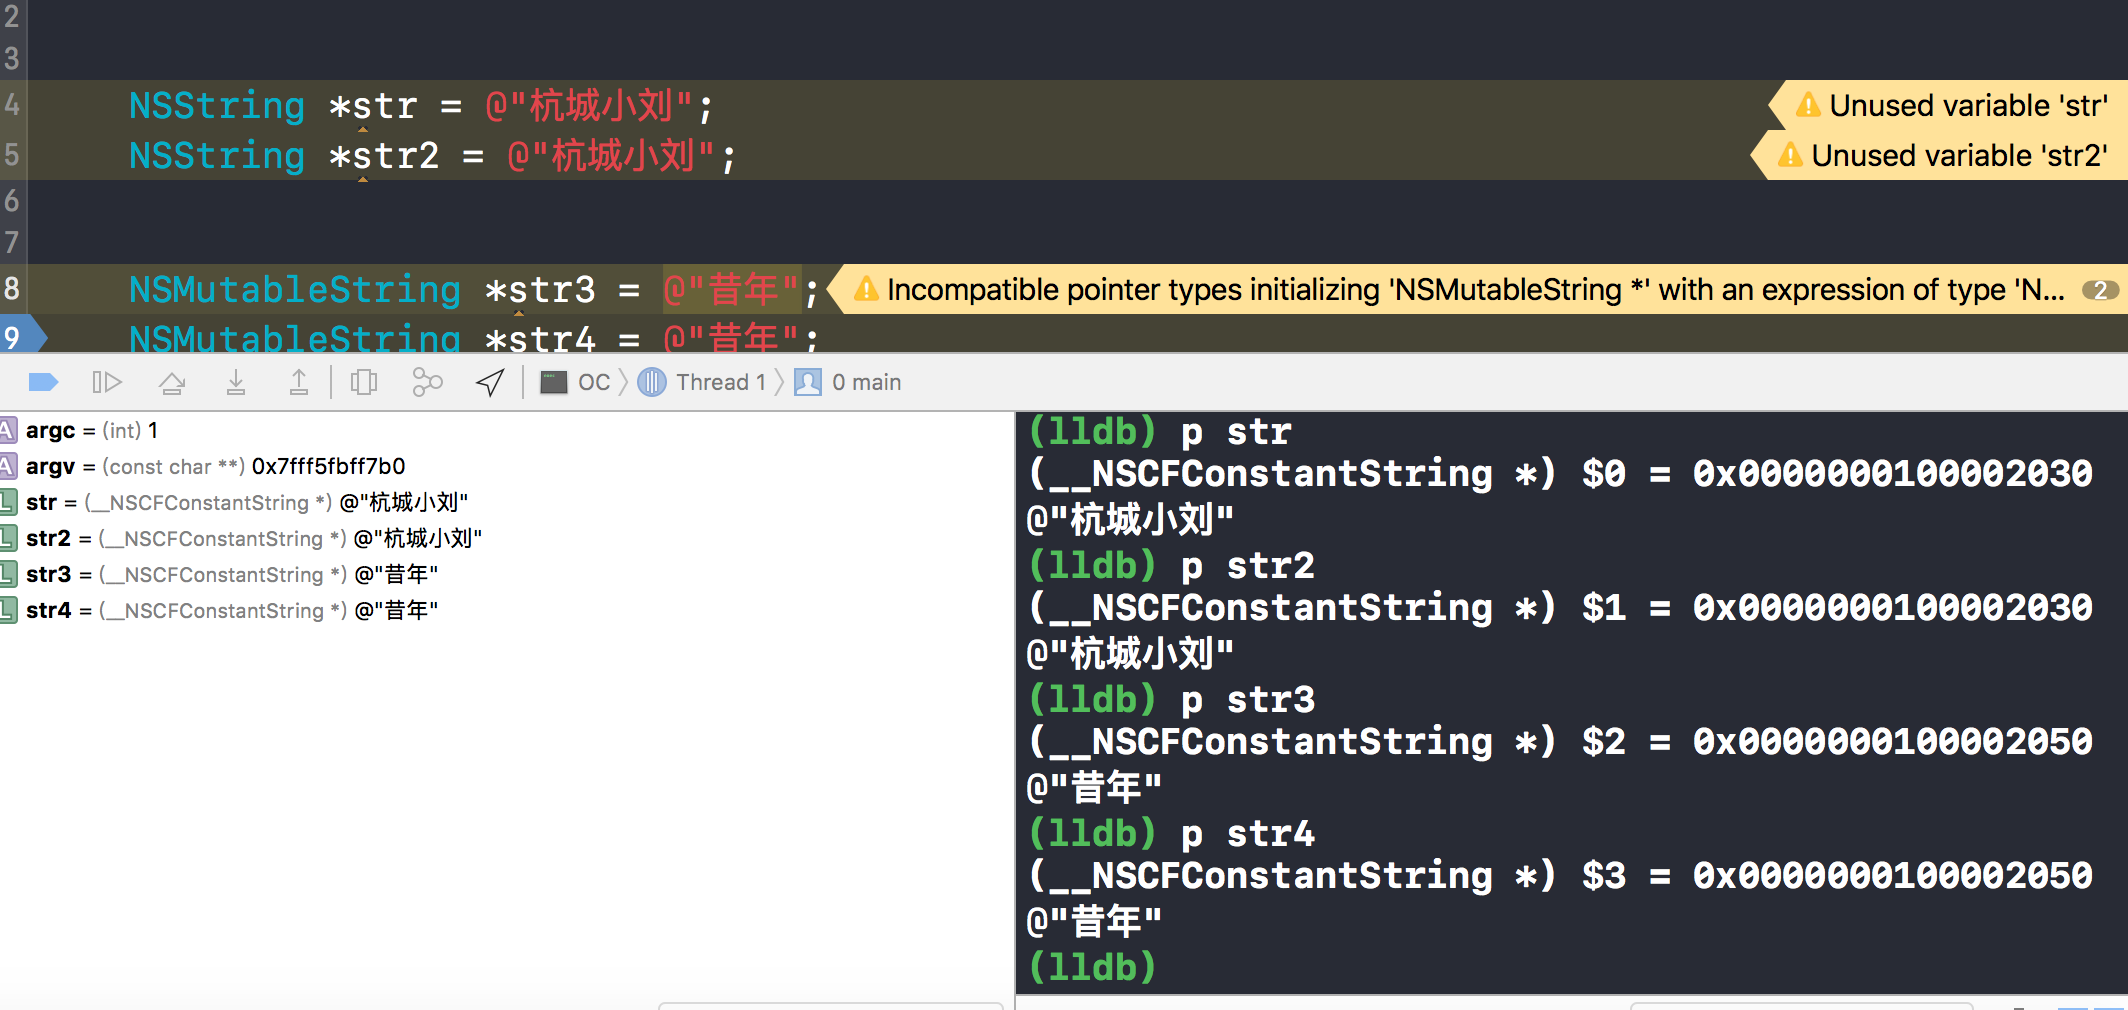 2
3
4 NSString *str = @"杭城小刘"; Unused variable 'str'
5 NSString *str2 = @"杭城小刘"; Unused variable 'str2'
6
7
8 NSMutableString *str3 = @"昔年"; Incompatible pointer types initializing 'NSMutableString *' with an expression of type 'N... 2
9 NSMutableString *str4 = @"昔年";
OC Thread 1 0 main
A argc = (int) 1
A argv = (const char **) 0x7fff5fbff7b0
L str = (__NSCFConstantString *) @"杭城小刘"
L str2 = (__NSCFConstantString *) @"杭城小刘"
L str3 = (__NSCFConstantString *) @"昔年"
L str4 = (__NSCFConstantString *) @"昔年"
(lldb) p str
(__NSCFConstantString *) $0 = 0x0000000100002030
@"杭城小刘"
(lldb) p str2
(__NSCFConstantString *) $1 = 0x0000000100002030
@"杭城小刘"
(lldb) p str3
(__NSCFConstantString *) $2 = 0x0000000100002050
@"昔年"
(lldb) p str4
(__NSCFConstantString *) $3 = 0x0000000100002050
@"昔年"
(lldb)